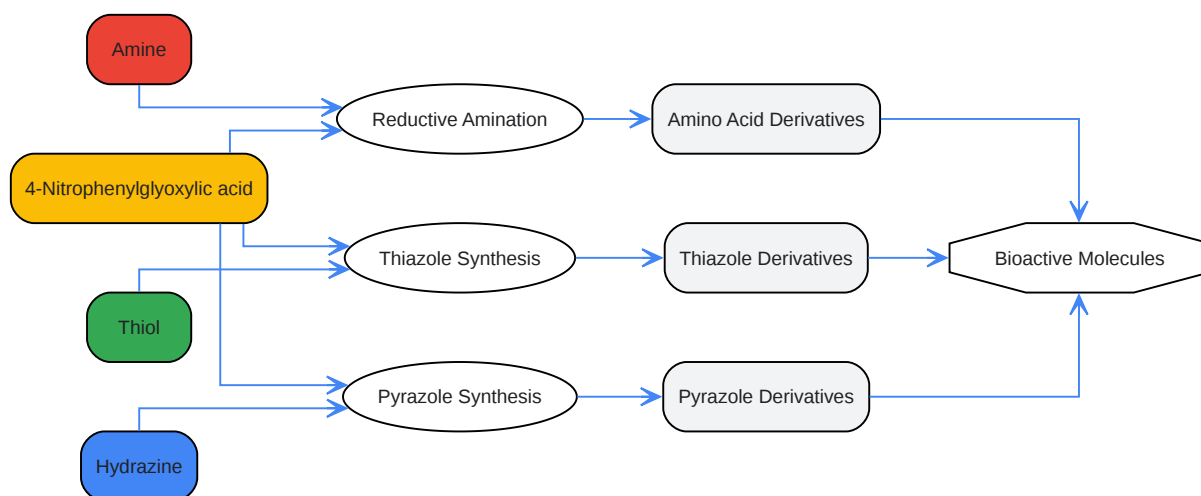 Amine
Reductive Amination
Amino Acid Derivatives
4-Nitrophenylglyoxylic acid
Thiazole Synthesis
Thiazole Derivatives
Bioactive Molecules
Thiol
Pyrazole Synthesis
Pyrazole Derivatives
Hydrazine